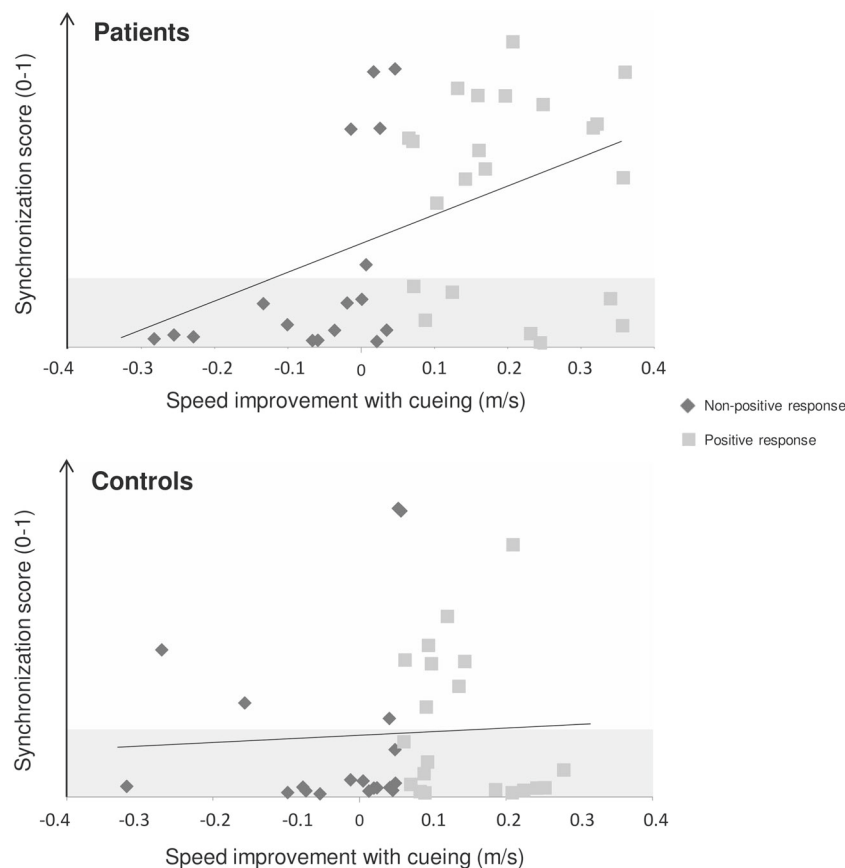 Patients
Synchronization score (0-1)
-0.4 -0.3 -0.2 -0.1 0 0.1 0.2 0.3 0.4
Speed improvement with cueing (m/s)
Non-positive response
Positive response
Controls
Synchronization score (0-1)
-0.4 -0.3 -0.2 -0.1 0 0.1 0.2 0.3 0.4
Speed improvement with cueing (m/s)